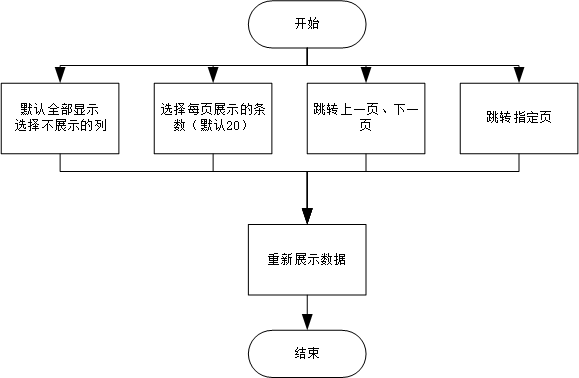 开始
默认全部显示
选择不展示的列
选择每页展示的条
数（默认20）
跳转上一页、下一
页
跳转指定页
重新展示数据
结束